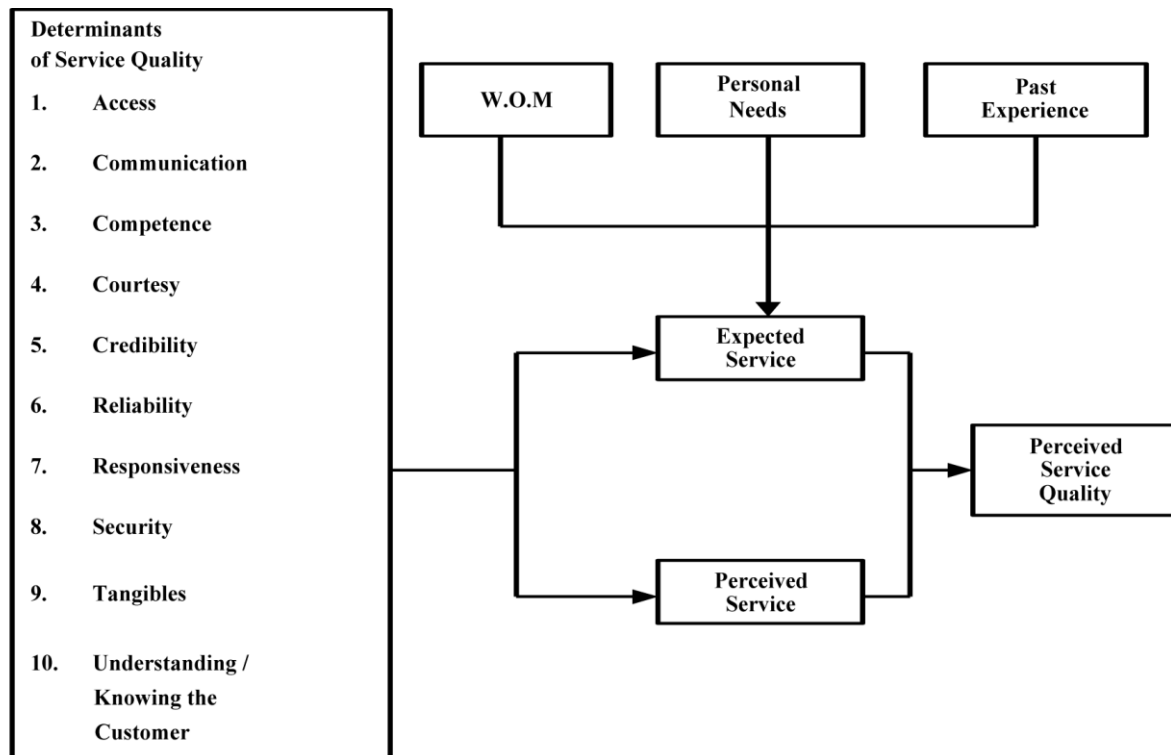 Determinants
of Service Quality
1. Access
2. Communication
3. Competence
4. Courtesy
5. Credibility
6. Reliability
7. Responsiveness
8. Security
9. Tangibles
10. Understanding /
Knowing the
Customer
W.O.M
Personal
Needs
Past
Experience
Expected
Service
Perceived
Service
Perceived
Service
Quality